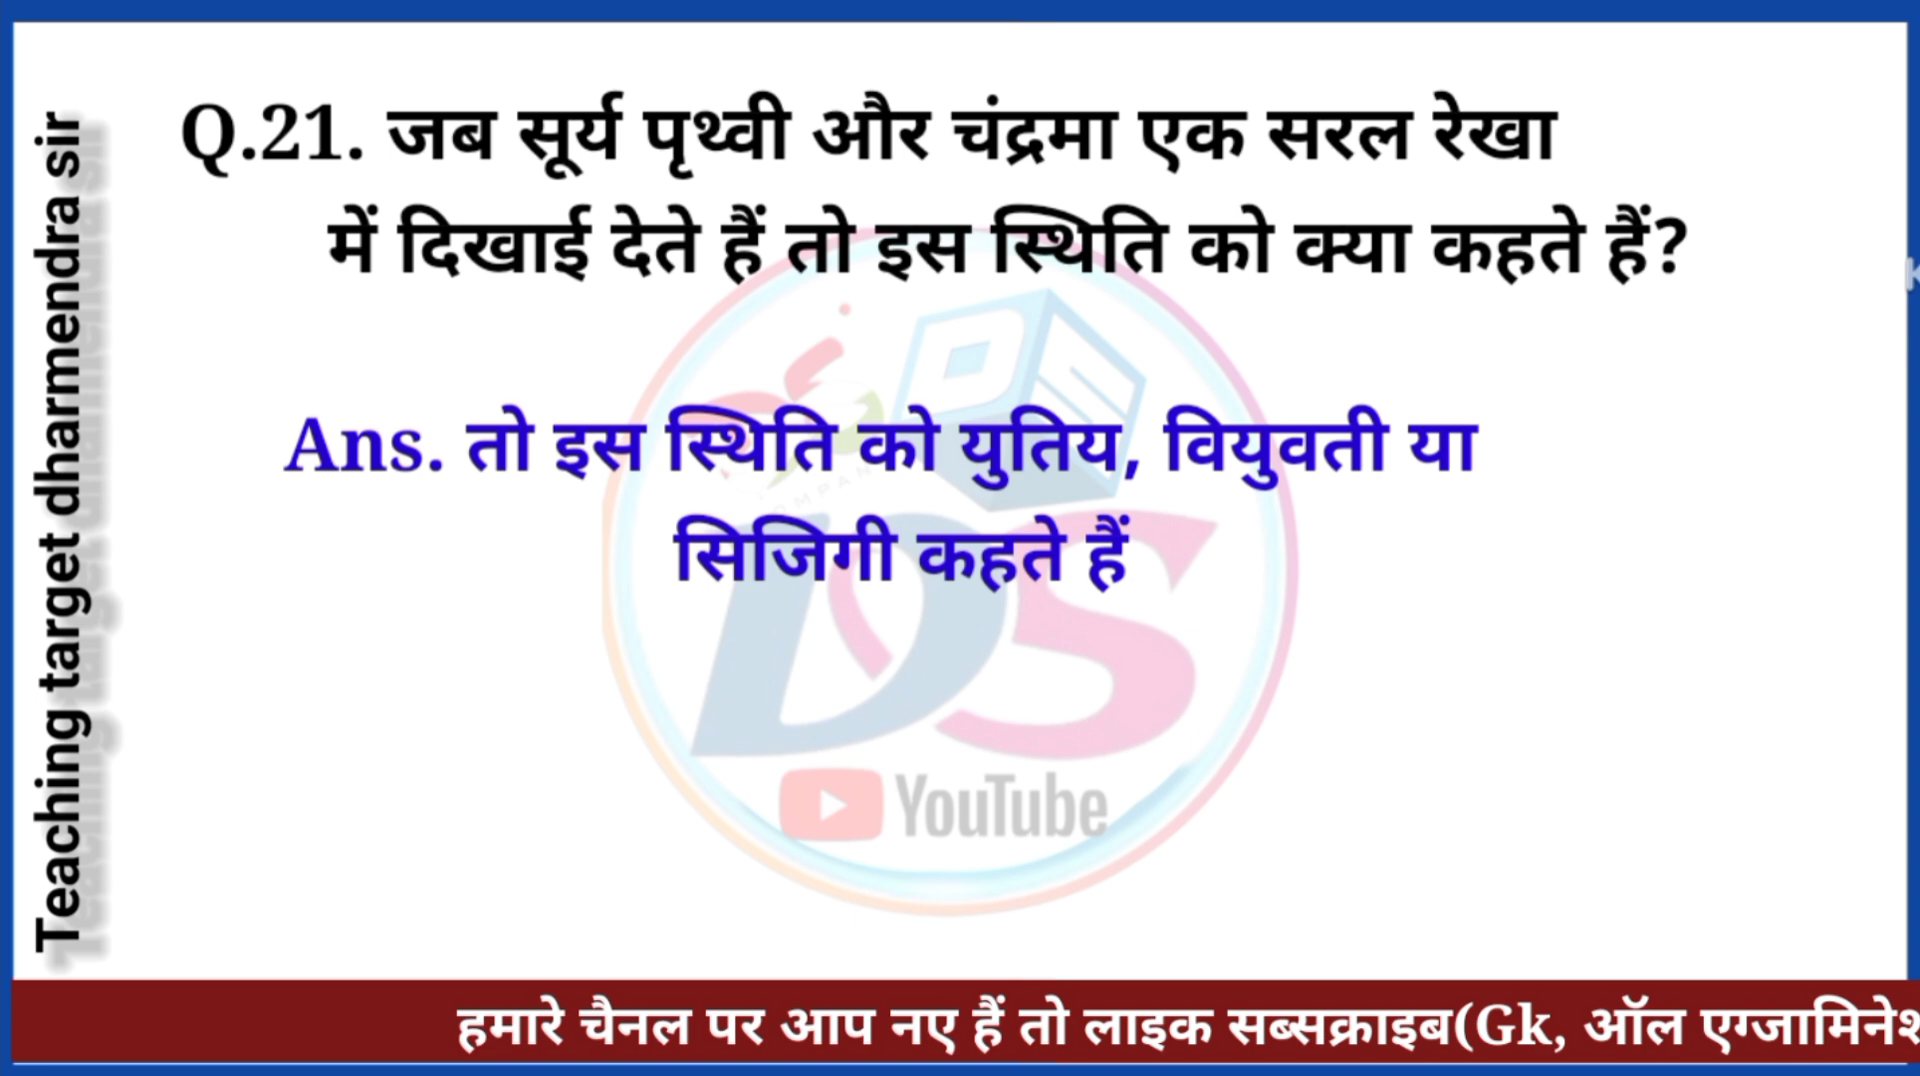 Teaching target dharmendra sir
Q.21. जब सूर्य पृथ्वी और चंद्रमा एक सरल रेखा
में दिखाई देते हैं तो इस स्थिति को क्या कहते हैं?
Ans. तो इस स्थिति को युतिय, वियुवती या
सिजिगी कहते हैं
DS
YouTube
हमारे चैनल पर आप नए हैं तो लाइक सब्सक्राइब(Gk, ऑल